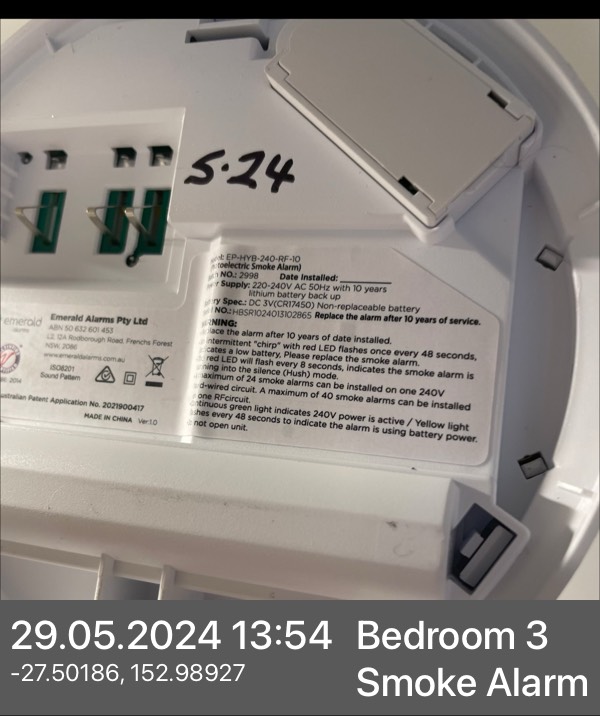 5.24
EP-HYB-240-RF-10
Smoke Alarm)
NO.: 2998 Date Installed:
Supply: 220-240V AC 50Hz with 10 years
lithium battery back up
Spec.: DC 3V(CR17450) Non-replaceable battery
NO.:HBSR1024013102865 Replace the alarm after 10 years of service.
the alarm after 10 years of date installed.
"chirp" with red LED flashes once every 48 seconds,
a low battery, Please replace the smoke alarm.
red LED will flash every 8 seconds, indicates the smoke alarm is
into the silence (Hush) mode.
of 24 smoke alarms can be installed on one 240V
circuit. A maximum of 40 smoke alarms can be installed
one RFcircuit.
green light indicates 240V power is active / Yellow light
every 48 seconds to indicate the alarm is using battery power.
not open unit.
emerald
alarms
Emerald Alarms Pty Ltd
ABN 50 632 601 453
Rodborough Road, Frenchs Forest
NSW, 2086
www.emeraldalarms.com.au
ISO8201
Sound Pattern
Patent Application No. 2021900417
MADE IN CHINA Ver:1.0
29.05.2024 13:54
-27.50186, 152.98927
Bedroom 3
Smoke Alarm